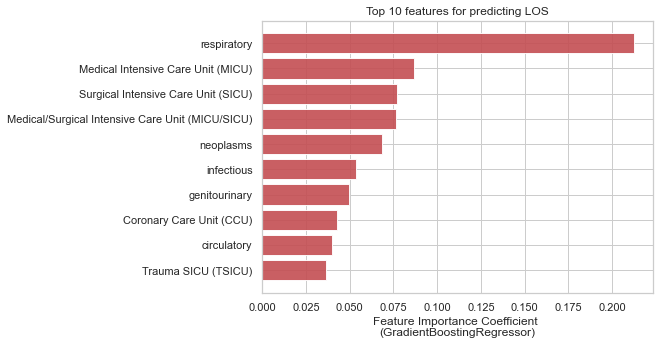 Top 10 features for predicting LOS
respiratory
Medical Intensive Care Unit (MICU)
Surgical Intensive Care Unit (SICU)
Medical/Surgical Intensive Care Unit (MICU/SICU)
neoplasms
infectious
genitourinary
Coronary Care Unit (CCU)
circulatory
Trauma SICU (TSICU)
0.000 0.025 0.050 0.075 0.100 0.125 0.150 0.175 0.200
Feature Importance Coefficient
(GradientBoostingRegressor)